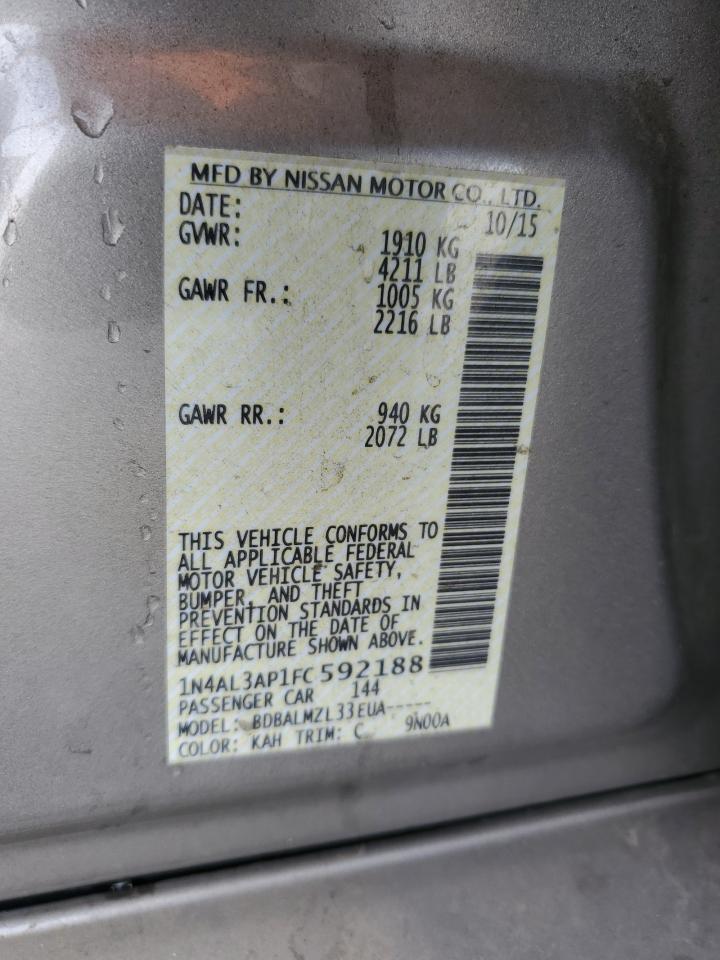 MFD BY NISSAN MOTOR CO., LTD.
DATE: 10/15
GVWR: 1910 KG
4211 LB
GAWR FR.: 1005 KG
2216 LB
GAWR RR.: 940 KG
2072 LB
THIS VEHICLE CONFORMS TO
ALL APPLICABLE FEDERAL
MOTOR VEHICLE SAFETY,
BUMPER, AND THEFT
PREVENTION STANDARDS IN
EFFECT ON THE DATE OF
MANUFACTURE SHOWN ABOVE.
1N4AL3AP1FC592188
PASSENGER CAR 144
MODEL: BDBALMZL33EUA-----
COLOR: KAH TRIM: C 9N00A